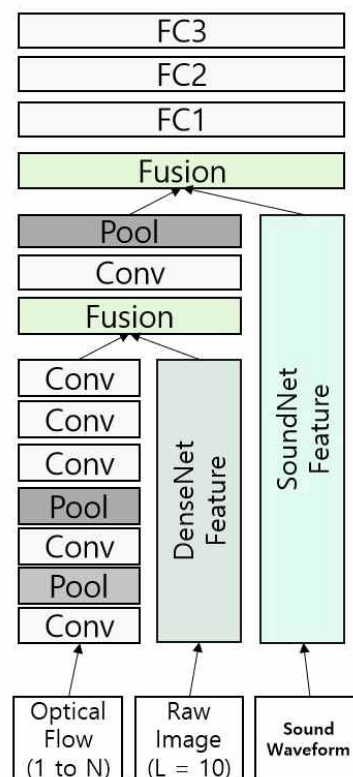 FC3
FC2
FC1
Fusion
Pool
Conv
Fusion
Conv
Conv
Conv
Pool
Conv
Pool
Conv
DenseNet
Feature
SoundNet
Feature
Optical
Flow
(1 to N)
Raw
Image
(L = 10)
Sound
Waveform